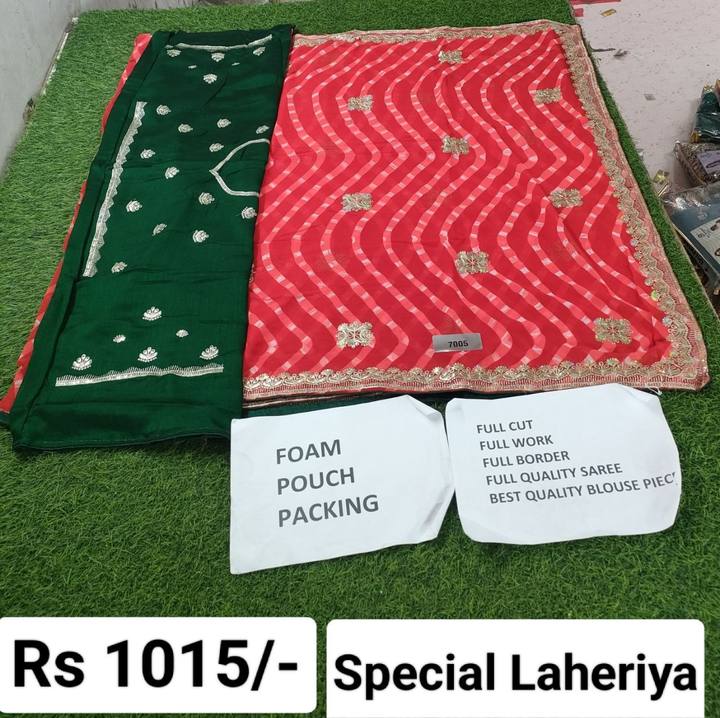 7005
FOAM
POUCH
PACKING
FULL CUT
FULL WORK
FULL BORDER
FULL QUALITY SAREE
BEST QUALITY BLOUSE PIEC
Rs 1015/-
Special Laheriya